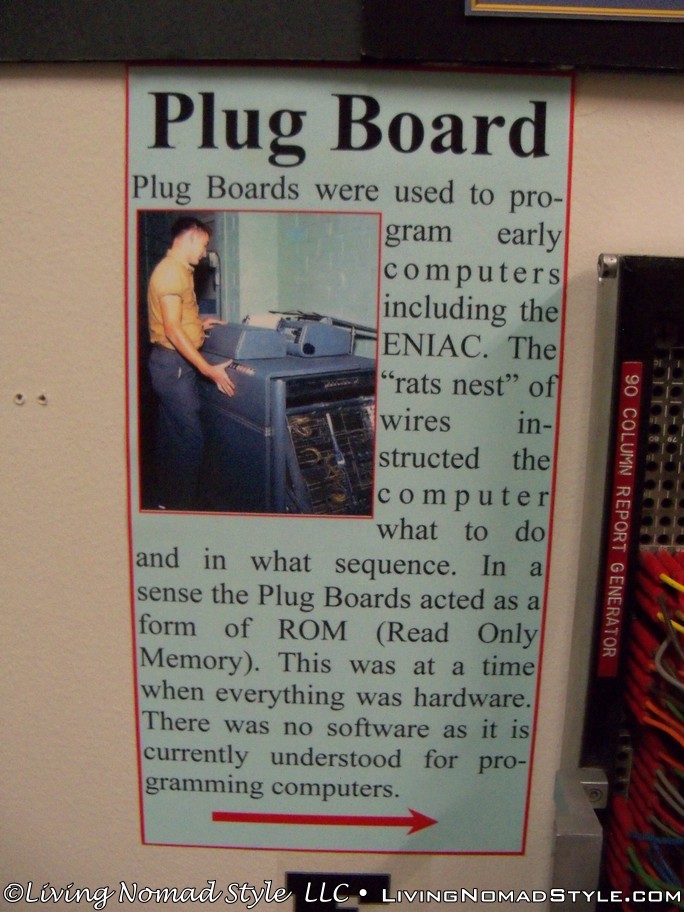 Plug Board
Plug Boards were used to pro-
gram early
computers
including the
ENIAC. The
“rats nest” of
wires in-
structed the
computer
what to do
and in what sequence. In a
sense the Plug Boards acted as a
form of ROM (Read Only
Memory). This was at a time
when everything was hardware.
There was no software as it is
currently understood for pro-
gramming computers.
90 COLUMN REPORT GENERATOR
©Living Nomad Style LLC • LivingNomadStyle.com